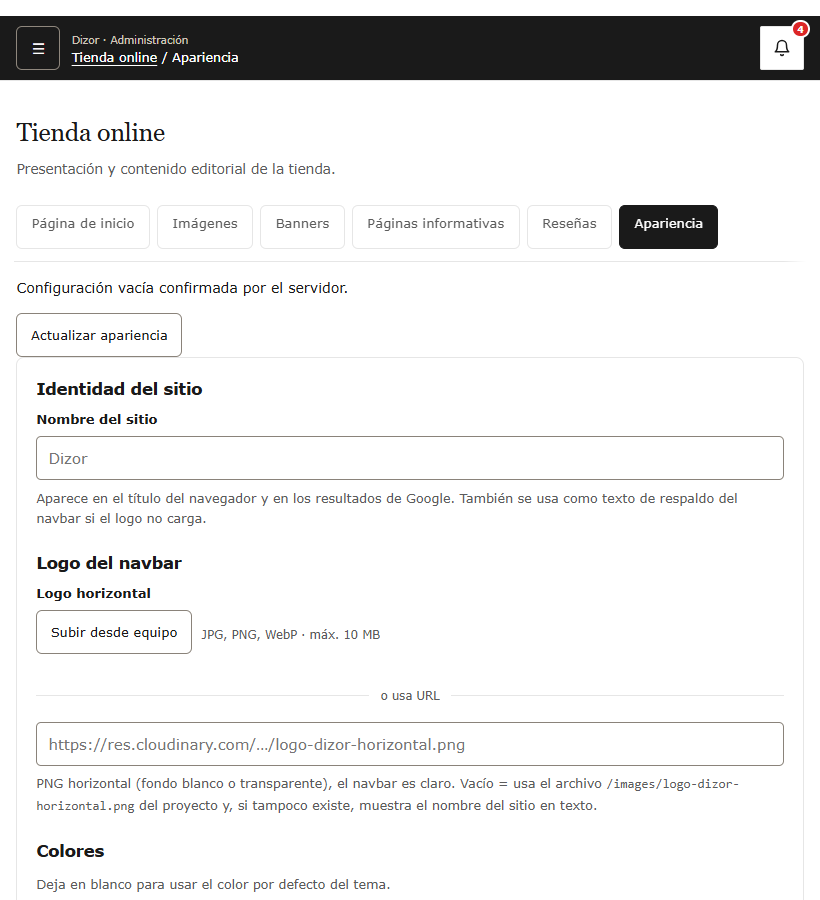 ☰
Dizor · Administración
Tienda online / Apariencia
4
Tienda online
Presentación y contenido editorial de la tienda.
Página de inicio
Imágenes
Banners
Páginas informativas
Reseñas
Apariencia
Configuración vacía confirmada por el servidor.
Actualizar apariencia
Identidad del sitio
Nombre del sitio
Dizor
Aparece en el título del navegador y en los resultados de Google. También se usa como texto de respaldo del
navbar si el logo no carga.
Logo del navbar
Logo horizontal
Subir desde equipo
JPG, PNG, WebP · máx. 10 MB
o usa URL
https://res.cloudinary.com/.../logo-dizor-horizontal.png
PNG horizontal (fondo blanco o transparente), el navbar es claro. Vacío = usa el archivo /images/logo-dizor-
horizontal.png del proyecto y, si tampoco existe, muestra el nombre del sitio en texto.
Colores
Deja en blanco para usar el color por defecto del tema.